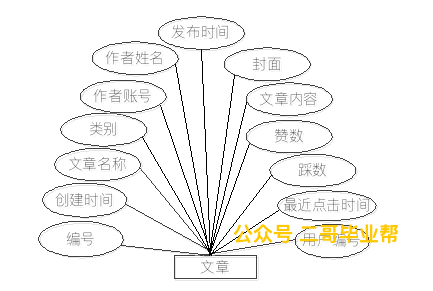 发布时间
作者姓名
封面
作者账号
文章内容
类别
赞数
文章名称
踩数
创建时间
最近点击时间
编号
用户编号
公众号 二哥毕业帮
文章